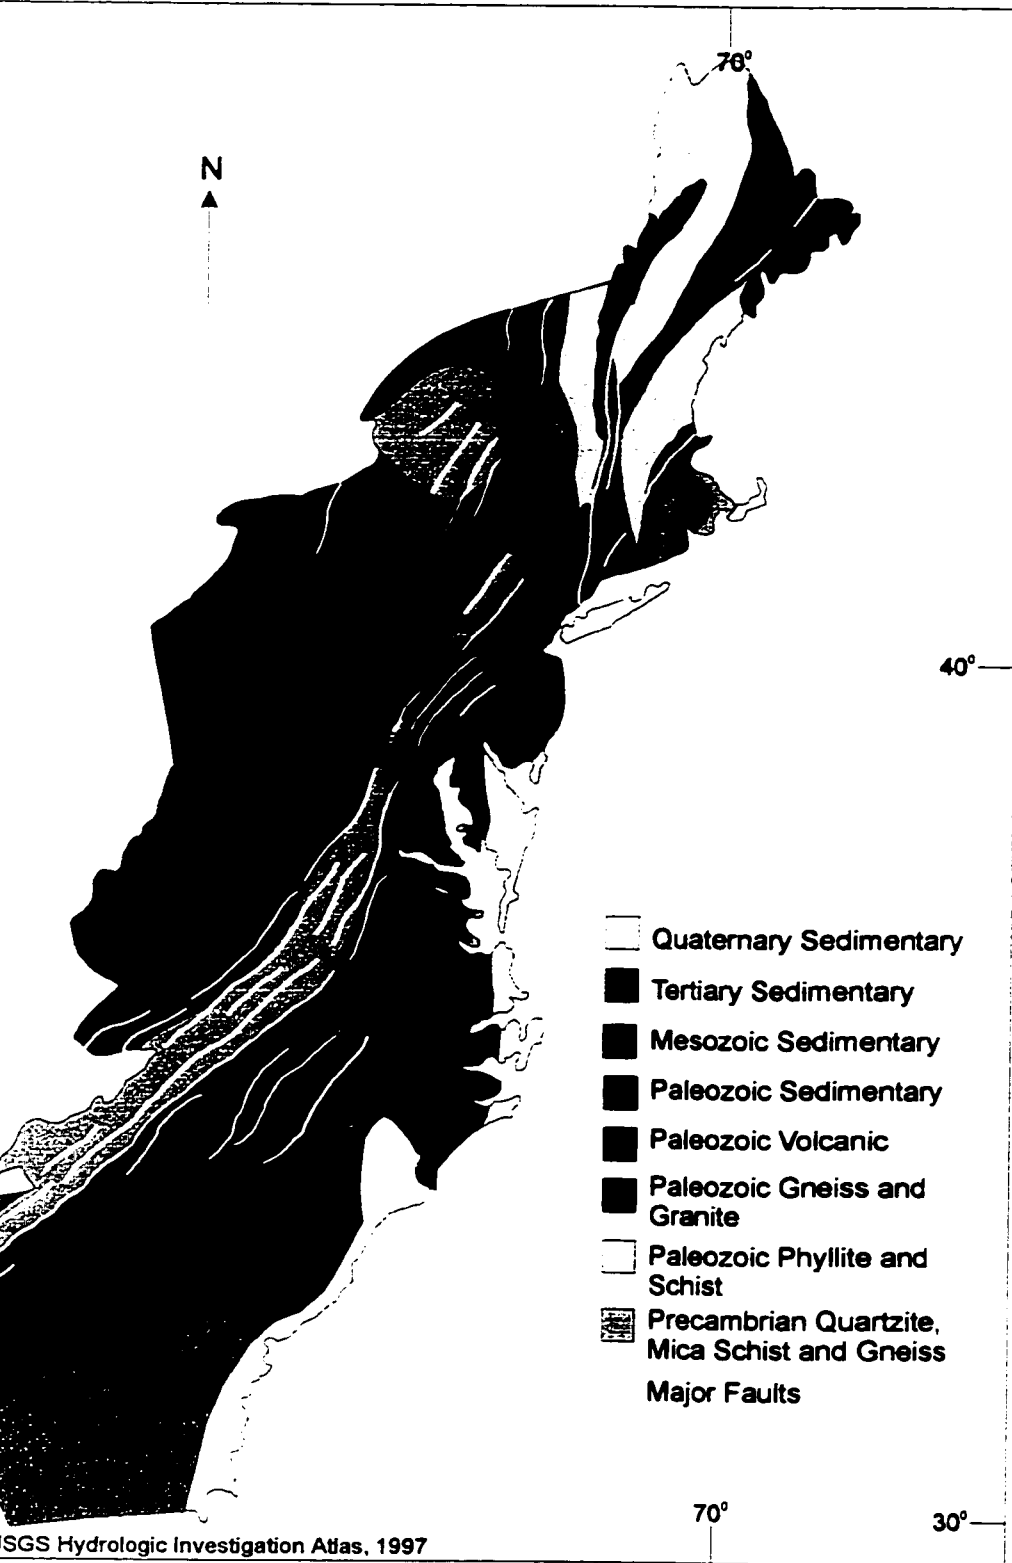 70°
N
40°
Quaternary Sedimentary
Tertiary Sedimentary
Mesozoic Sedimentary
Paleozoic Sedimentary
Paleozoic Volcanic
Paleozoic Gneiss and
Granite
Paleozoic Phyllite and
Schist
Precambrian Quartzite,
Mica Schist and Gneiss
Major Faults
70°
30°
SGS Hydrologic Investigation Atlas, 1997